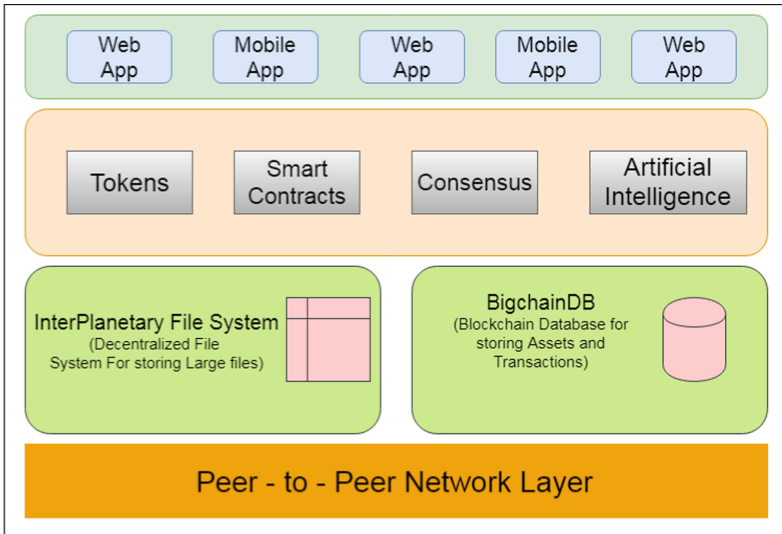 Web
App
Mobile
App
Web
App
Mobile
App
Web
App
Tokens
Smart
Contracts
Consensus
Artificial
Intelligence
InterPlanetary File System
(Decentralized File
System For storing Large files)
BigchainDB
(Blockchain Database for
storing Assets and
Transactions)
Peer - to - Peer Network Layer